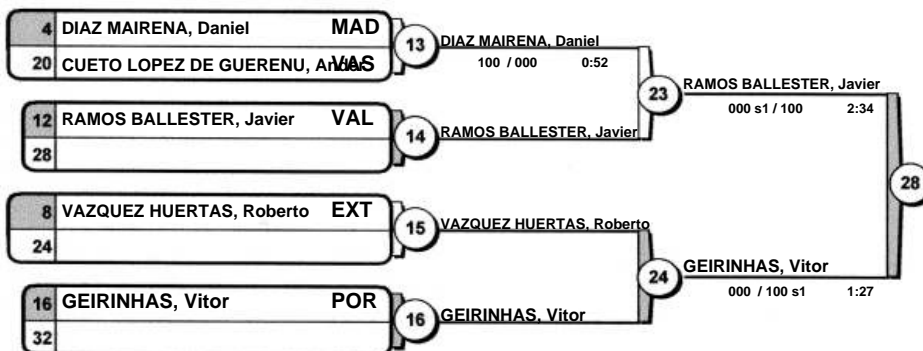 4 DIAZ MAIRENA, Daniel MAD
20 CUETO LOPEZ DE GUERENU, Ander VAS
13
DIAZ MAIRENA, Daniel
100 / 000 0:52
12 RAMOS BALLESTER, Javier VAL
28
14
RAMOS BALLESTER, Javier
23
RAMOS BALLESTER, Javier
000 s1 / 100 2:34
8 VAZQUEZ HUERTAS, Roberto EXT
24
15
VAZQUEZ HUERTAS, Roberto
16 GEIRINHAS, Vitor POR
32
16
GEIRINHAS, Vitor
24
GEIRINHAS, Vitor
000 / 100 s1 1:27
28